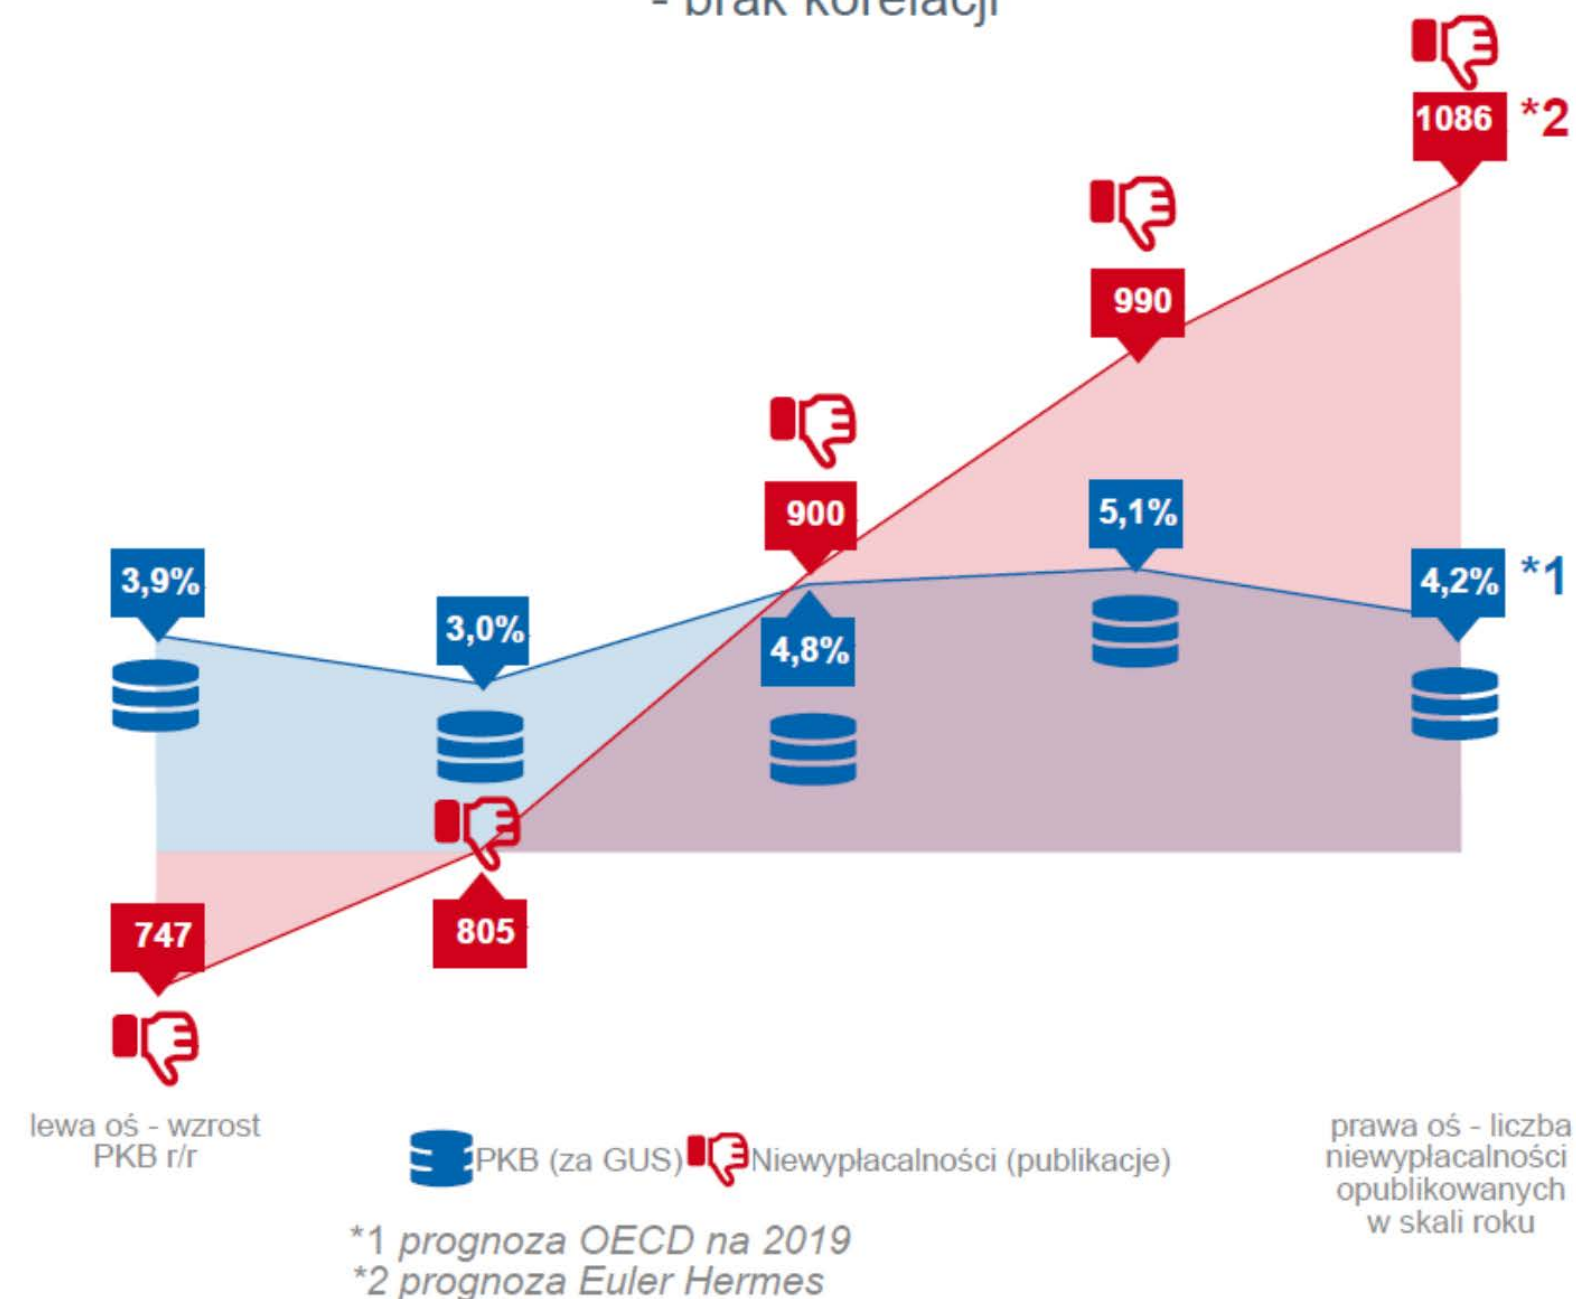 - brak korelacji
1086 *2
990
900
5,1%
3,9%
4,2% *1
3,0%
4,8%
747
805
lewa oś - wzrost
PKB r/r
PKB (za GUS)
Niewypłacalności (publikacje)
prawa oś - liczba
niewypłacalności
opublikowanych
w skali roku
*1 prognoza OECD na 2019
*2 prognoza Euler Hermes